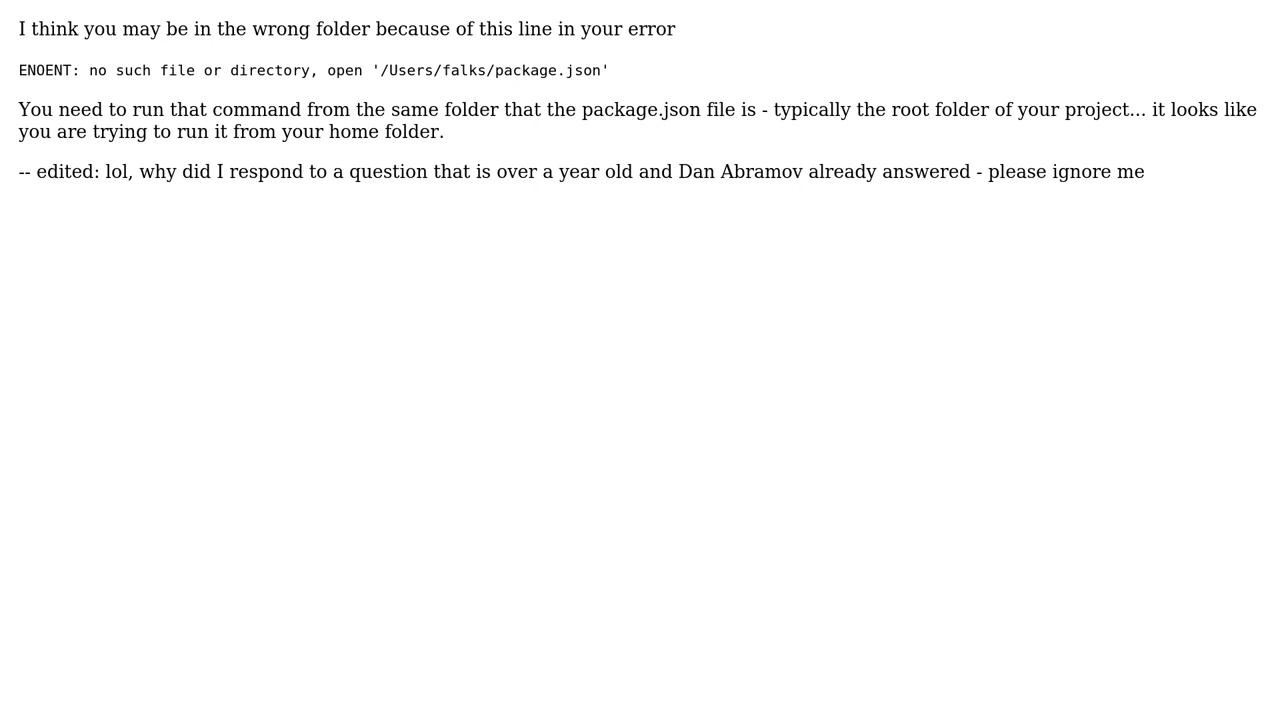 I think you may be in the wrong folder because of this line in your error
ENOENT: no such file or directory, open '/Users/falks/package.json'
You need to run that command from the same folder that the package.json file is - typically the root folder of your project... it looks like
you are trying to run it from your home folder.
-- edited: lol, why did I respond to a question that is over a year old and Dan Abramov already answered - please ignore me